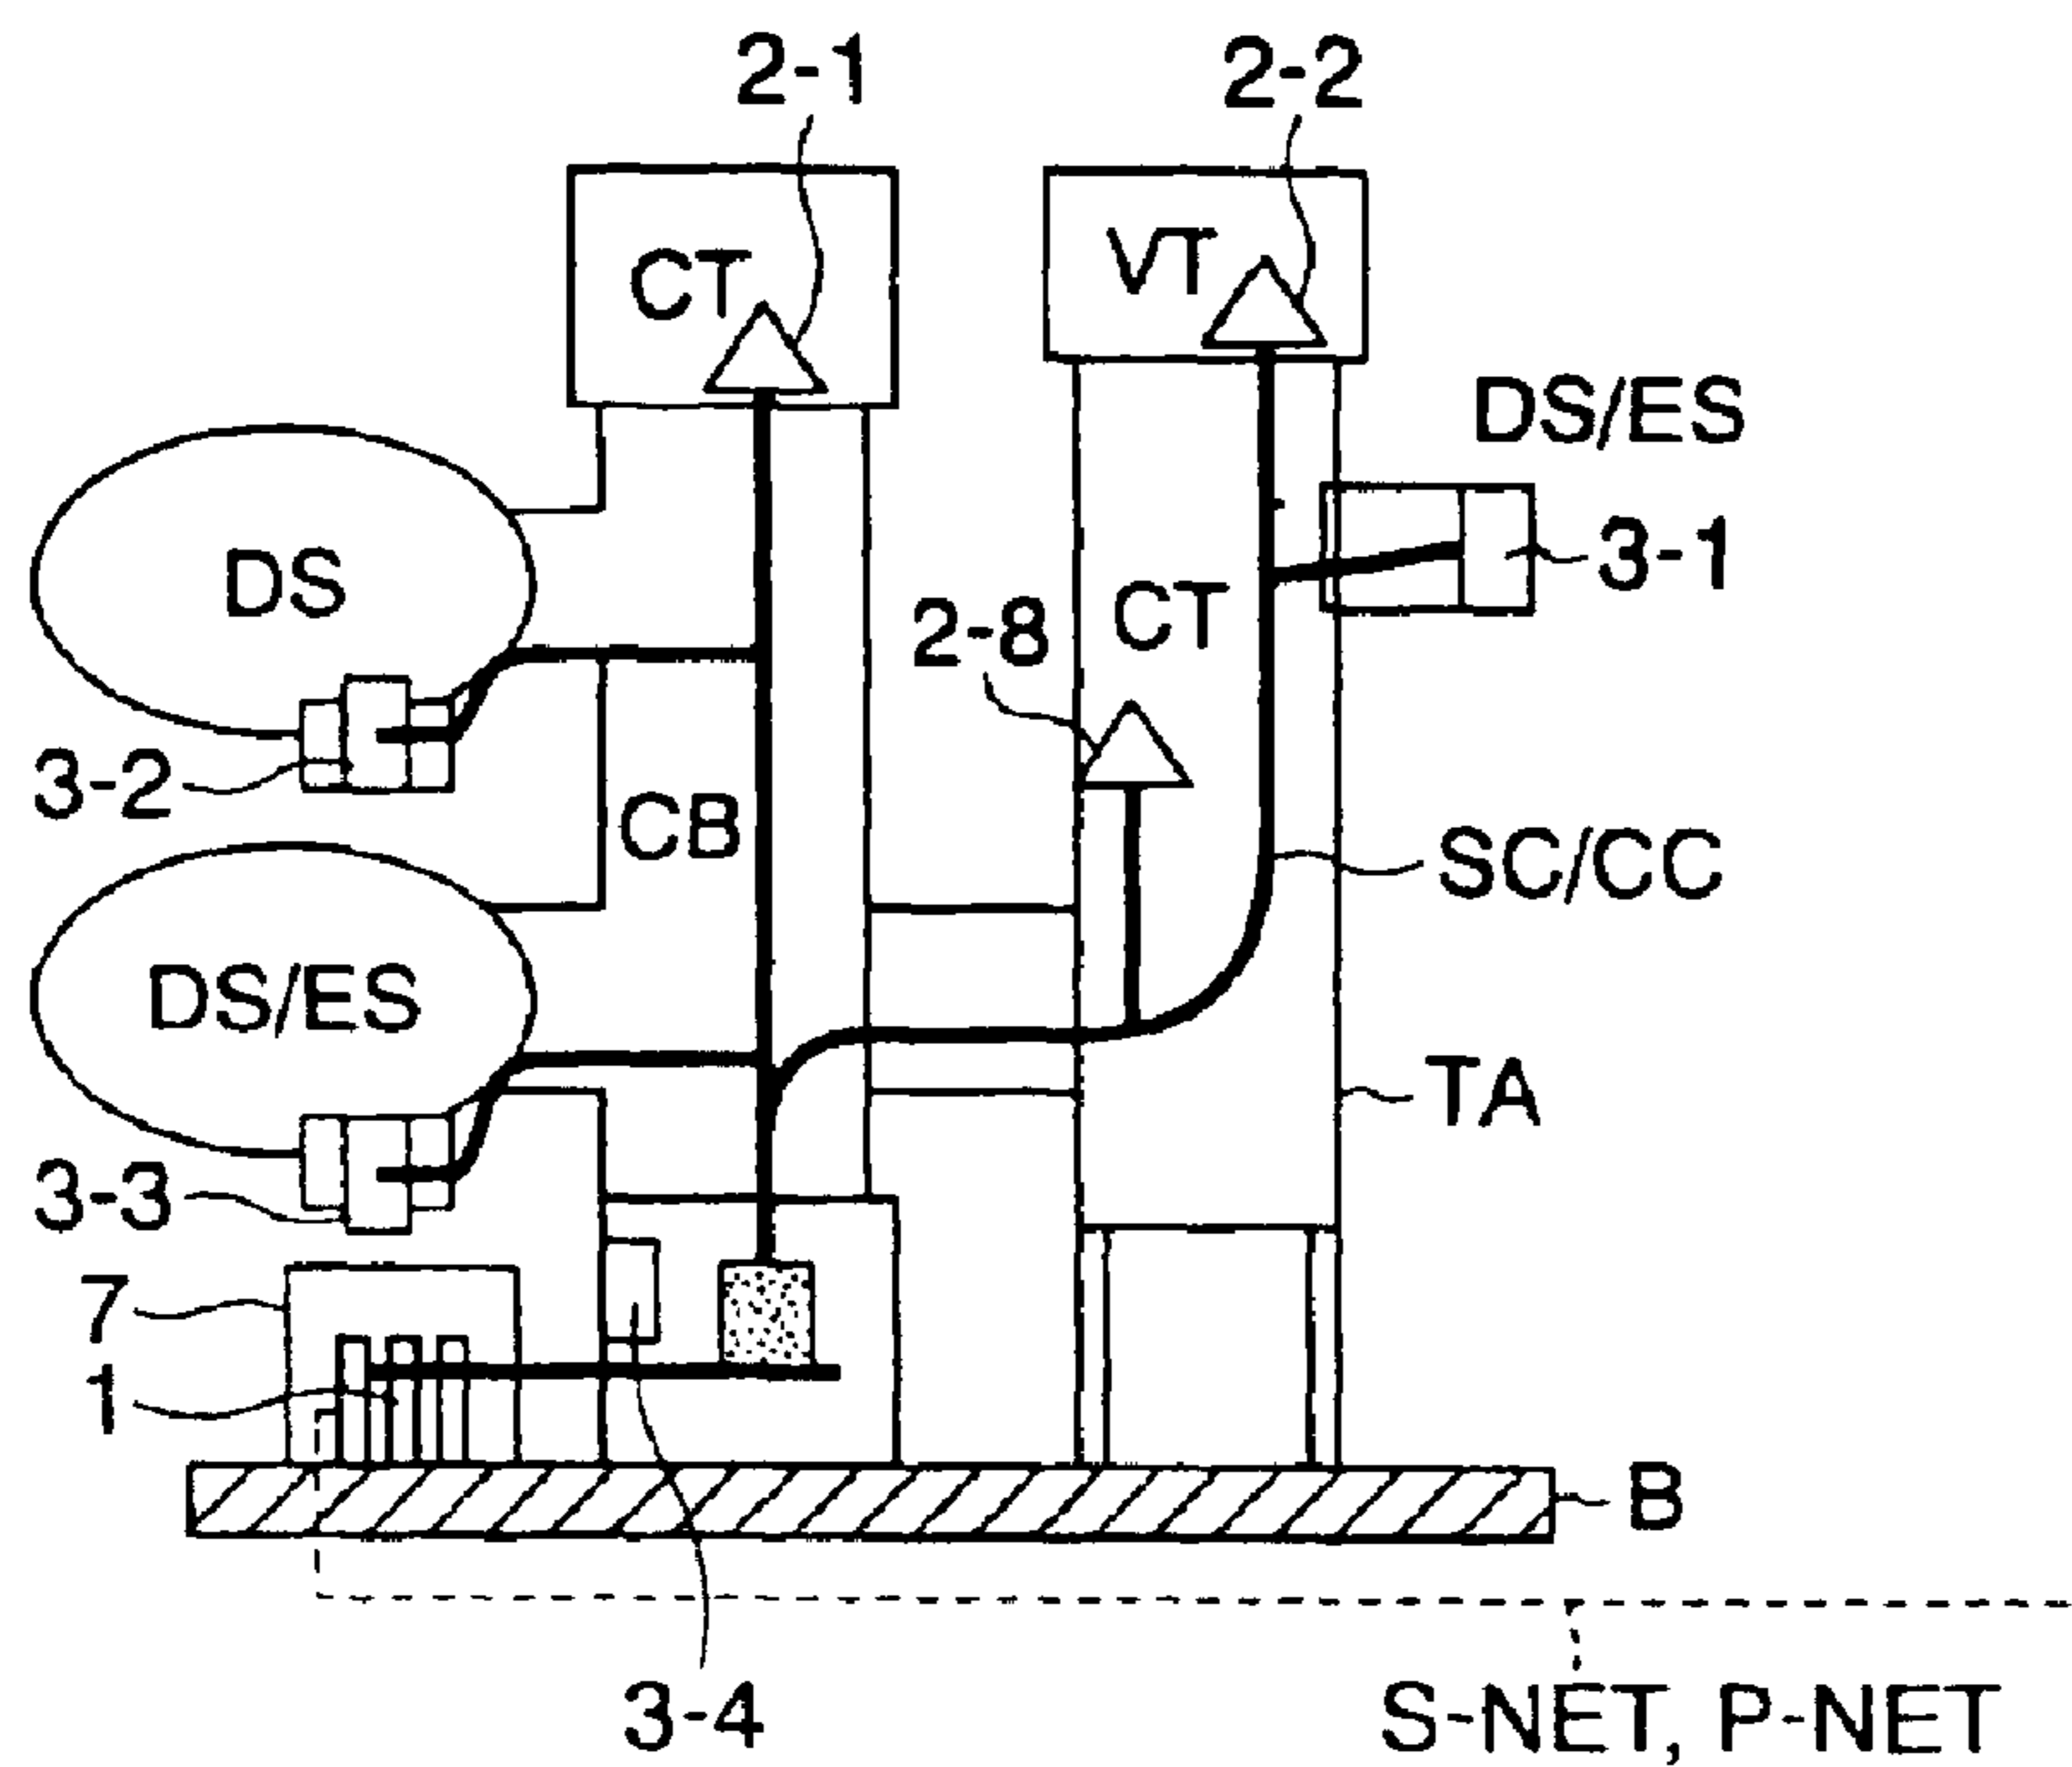 2-1
2-2
CT
VT
DS/ES
DS
3-1
CT
2-8
3-2
CB
SC/CC
DS/ES
TA
3-3
7
1
B
3-4
S-NET, P-NET